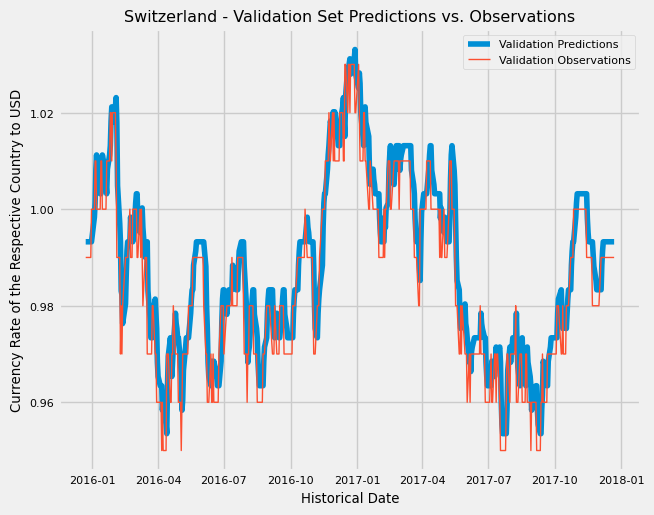 Switzerland - Validation Set Predictions vs. Observations
Validation Predictions
Validation Observations
Currency Rate of the Respective Country to USD
1.02
1.00
0.98
0.96
2016-01 2016-04 2016-07 2016-10 2017-01 2017-04 2017-07 2017-10 2018-01
Historical Date